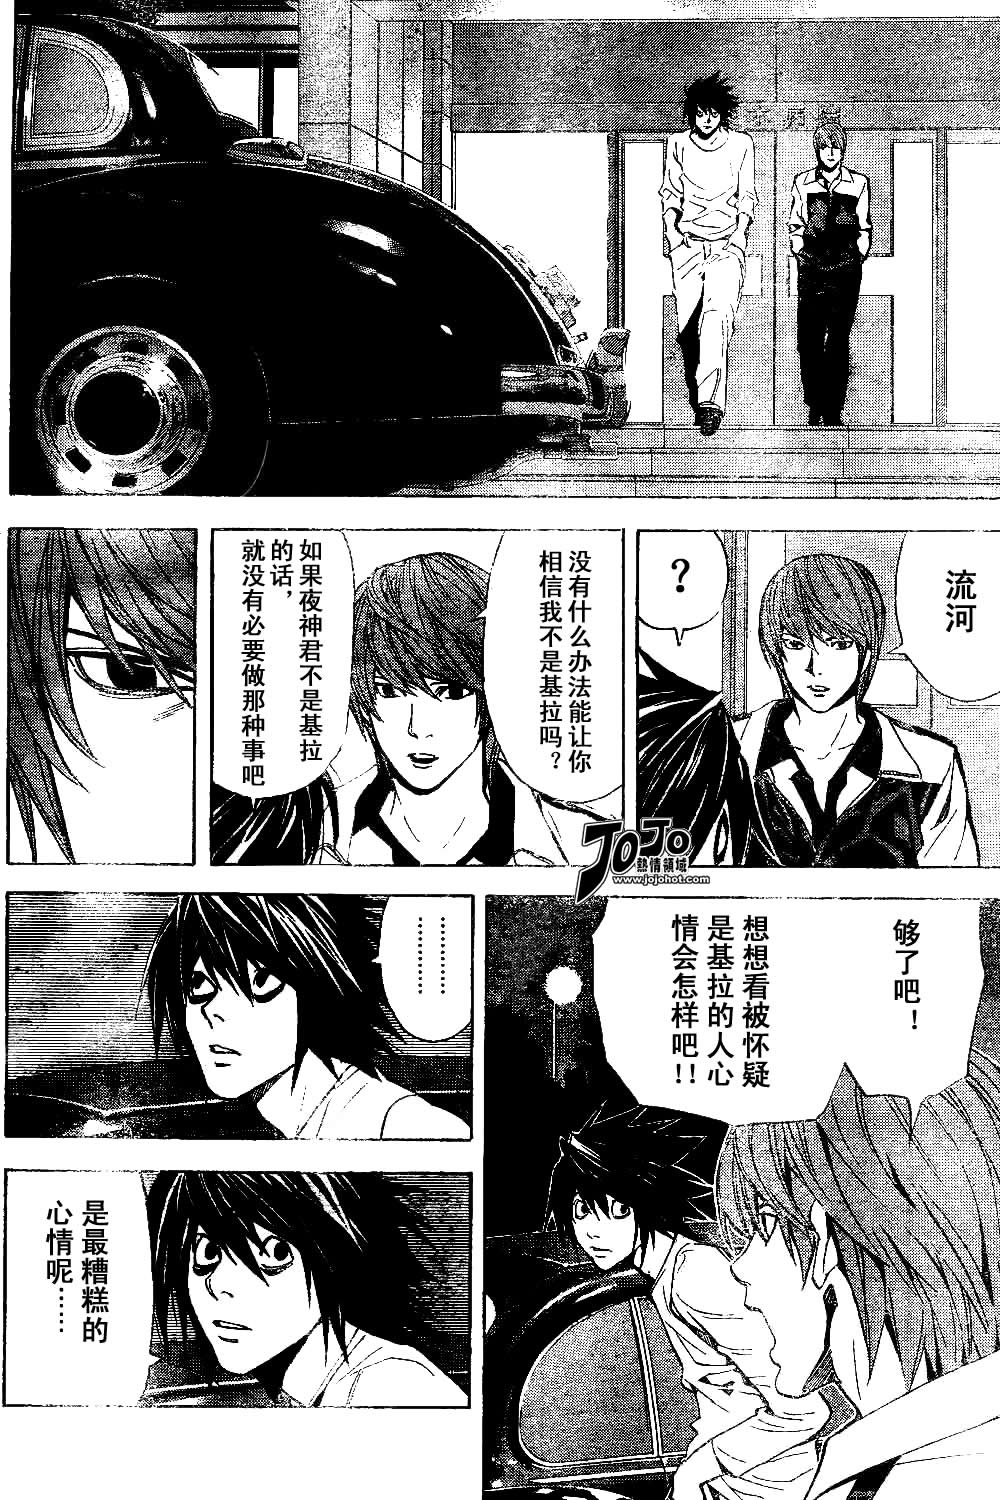 流河
?
没有什么办法能让你
相信我不是基拉吗?
如果夜神君不是基拉
的话,
就没有必要做那种事吧
JOJO
熱情領域
www.jojohot.com
够了吧!
想想看被怀疑
是基拉的人心
情会怎样吧!!
…………
是最糟糕的
心情呢……